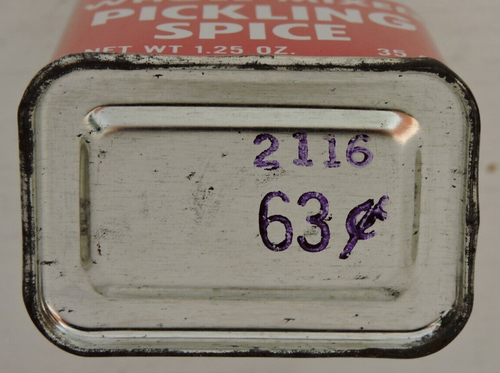 PICKLING
SPICE
NET WT 1.25 OZ. 35
2116
63¢